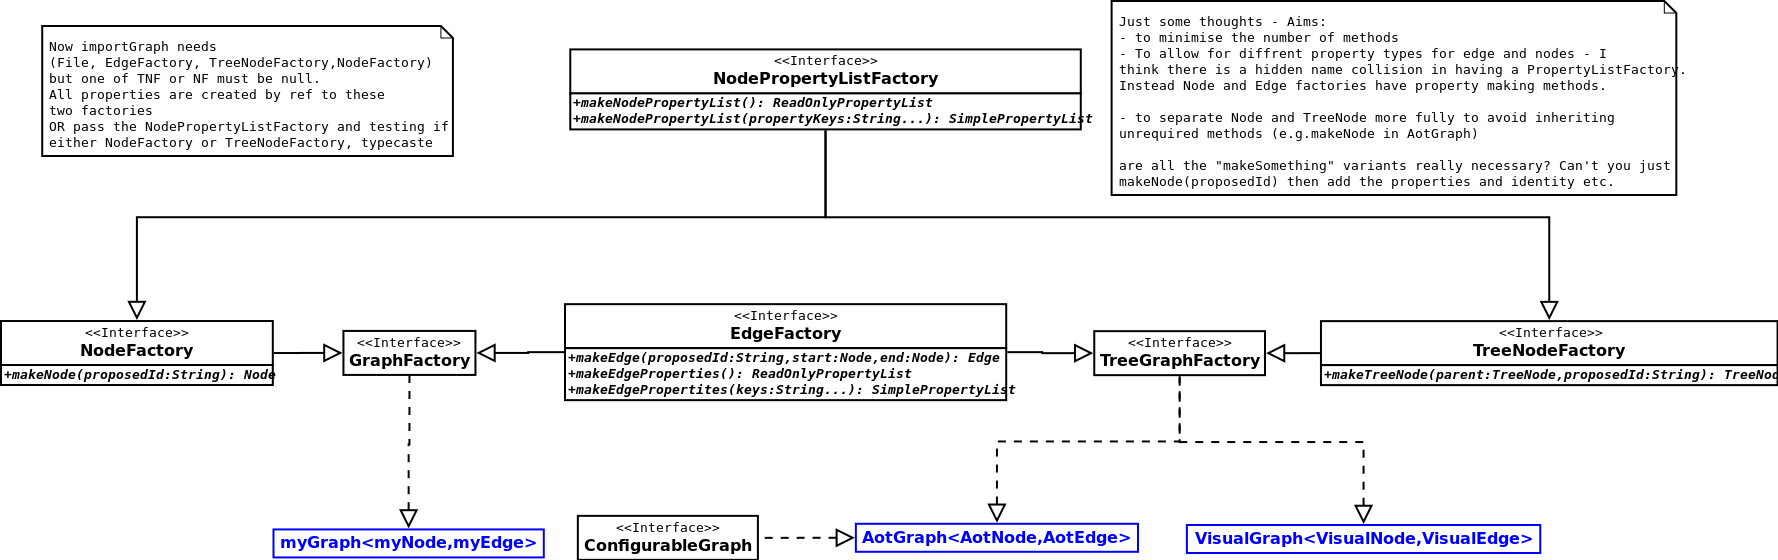 Now importGraph needs
(File, EdgeFactory, TreeNodeFactory,NodeFactory)
but one of TNF or NF must be null.
All properties are created by ref to these
two factories
OR pass the NodePropertyListFactory and testing if
either NodeFactory or TreeNodeFactory, typecaste
<<Interface>>
NodePropertyListFactory
+makeNodePropertyList(): ReadOnlyPropertyList
+makeNodePropertyList(propertyKeys:String...): SimplePropertyList
Just some thoughts - Aims:
- to minimise the number of methods
- To allow for diffrent property types for edge and nodes - I
think there is a hidden name collision in having a PropertyListFactory.
Instead Node and Edge factories have property making methods.
- to separate Node and TreeNode more fully to avoid inheriting
unrequired methods (e.g.makeNode in AotGraph)
are all the "makeSomething" variants really necessary? Can't you just
makeNode(proposedId) then add the properties and identity etc.
<<Interface>>
NodeFactory
+makeNode(proposedId:String): Node
<<Interface>>
GraphFactory
<<Interface>>
EdgeFactory
+makeEdge(proposedId:String,start:Node,end:Node): Edge
+makeEdgeProperties(): ReadOnlyPropertyList
+makeEdgePropertites(keys:String...): SimplePropertyList
<<Interface>>
TreeGraphFactory
<<Interface>>
TreeNodeFactory
+makeTreeNode(parent:TreeNode,proposedId:String): TreeNod
myGraph<myNode,myEdge>
<<Interface>>
ConfigurableGraph
AotGraph<AotNode,AotEdge>
VisualGraph<VisualNode,VisualEdge>